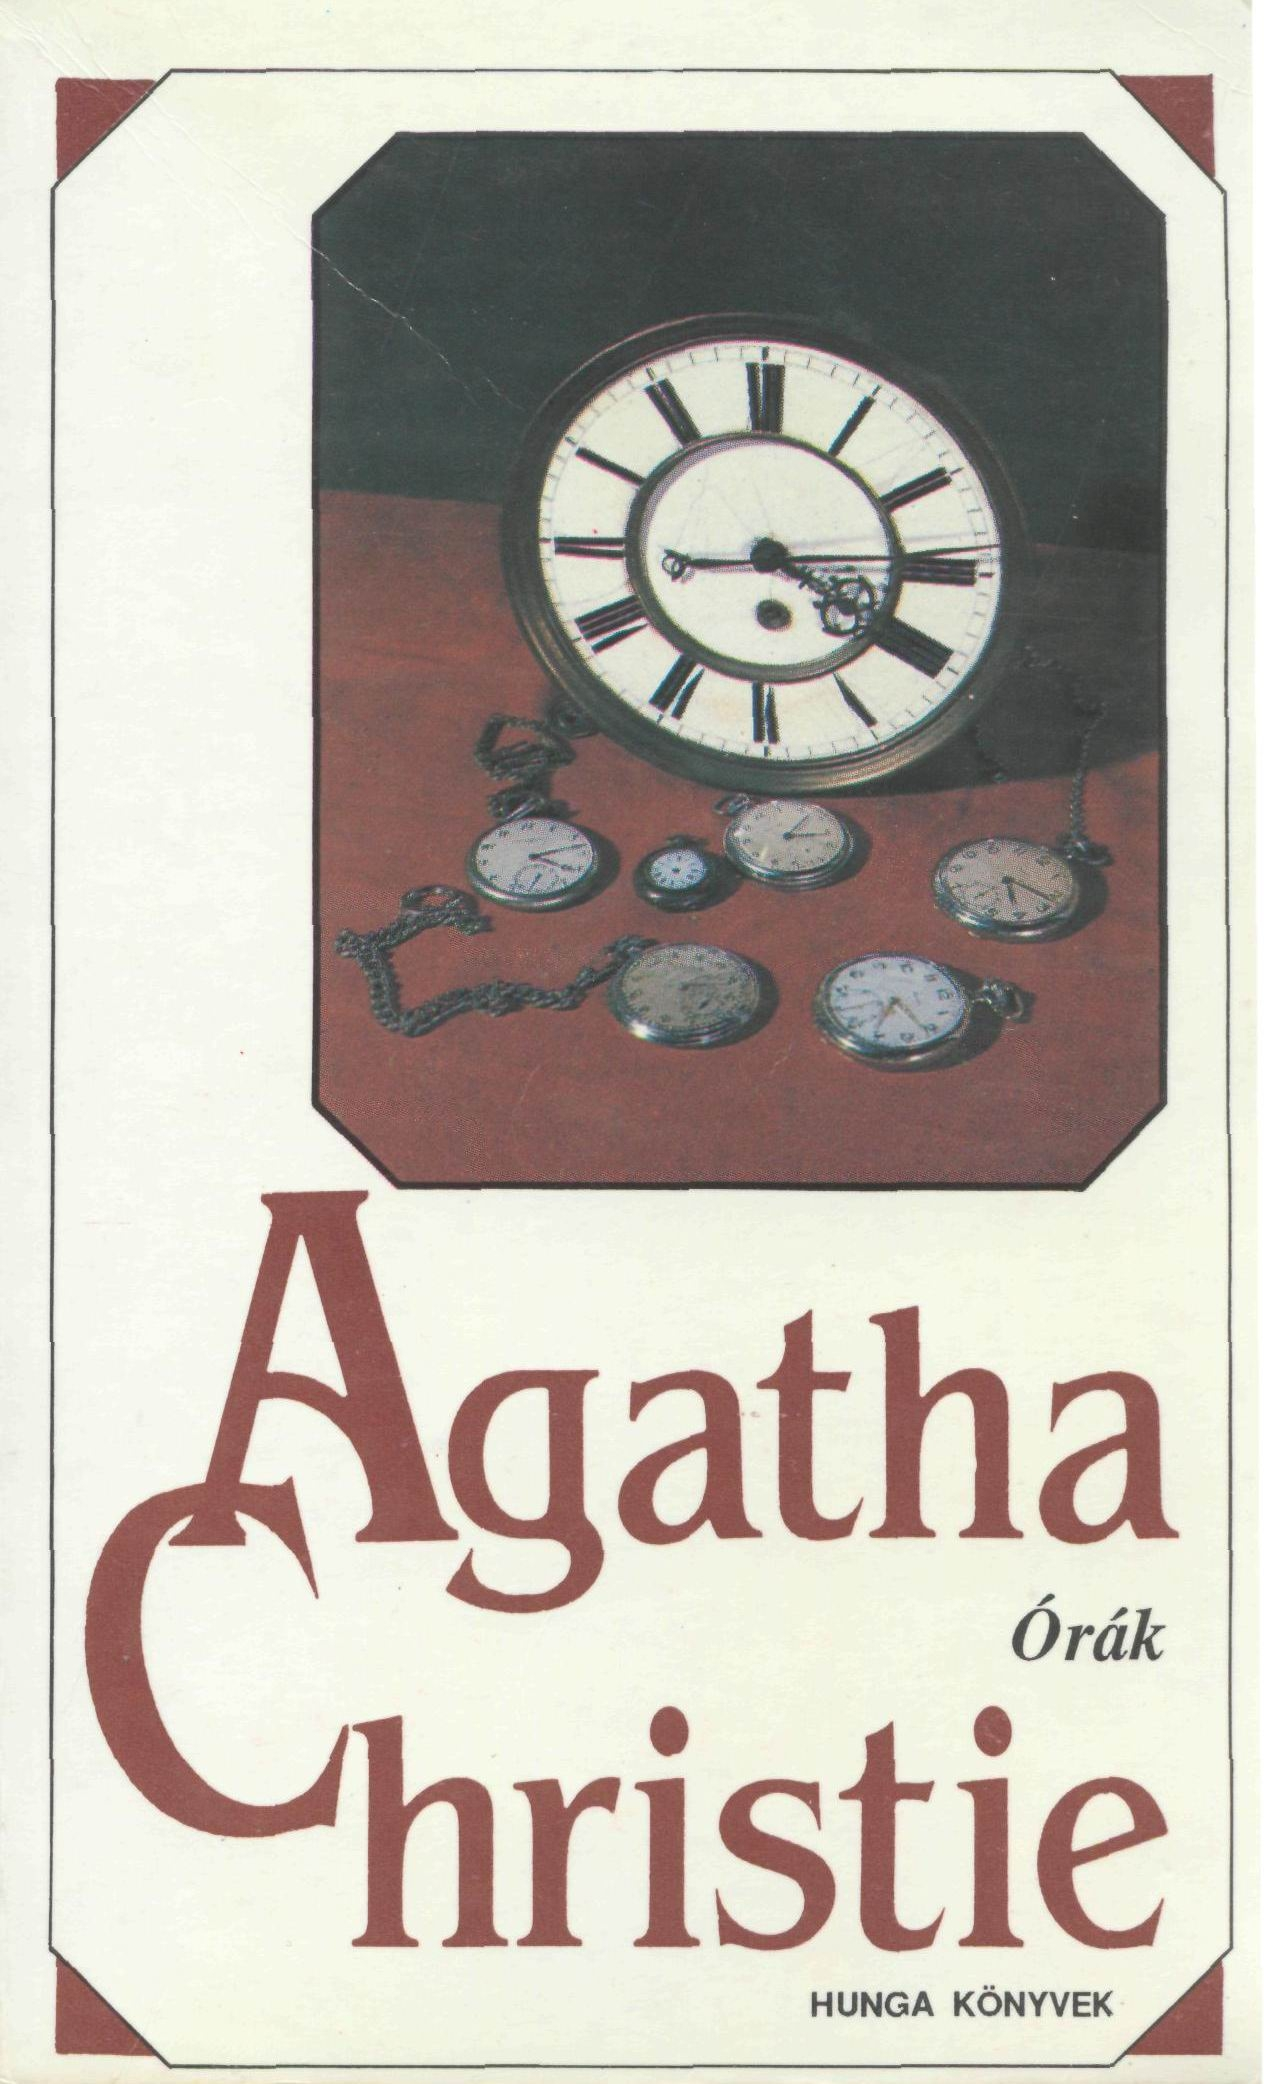 Agatha
Órák
Christie
HUNGA KÖNYVEK